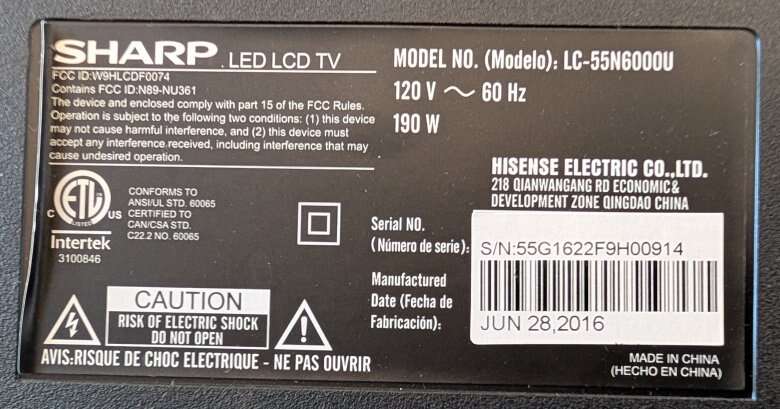 SHARP LED LCD TV
FCC ID:W9HLCDF0074
Contains FCC ID:N89-NU361
The device and enclosed comply with part 15 of the FCC Rules.
Operation is subject to the following two conditions: (1) this device
may not cause harmful interference, and (2) this device must
accept any interference.received, including interference that may
cause undesired operation.
MODEL NO. (Modelo): LC-55N6000U
120 V ~ 60 Hz
190 W
HISENSE ELECTRIC CO.,LTD.
218 QIANWANGANG RD ECONOMIC&
DEVELOPMENT ZONE QINGDAO CHINA
C ETL US
LISTED
Intertek
3100846
CONFORMS TO
ANSI/UL STD. 60065
CERTIFIED TO
CAN/CSA STD.
C22.2 NO. 60065
Serial NO.
(Número de serie):
S/N:55G1622F9H00914
Manufactured
Date (Fecha de
Fabricación):
JUN 28,2016
CAUTION
RISK OF ELECTRIC SHOCK
DO NOT OPEN
AVIS:RISQUE DE CHOC ELECTRIQUE - NE PAS OUVRIR
MADE IN CHINA
(HECHO EN CHINA)